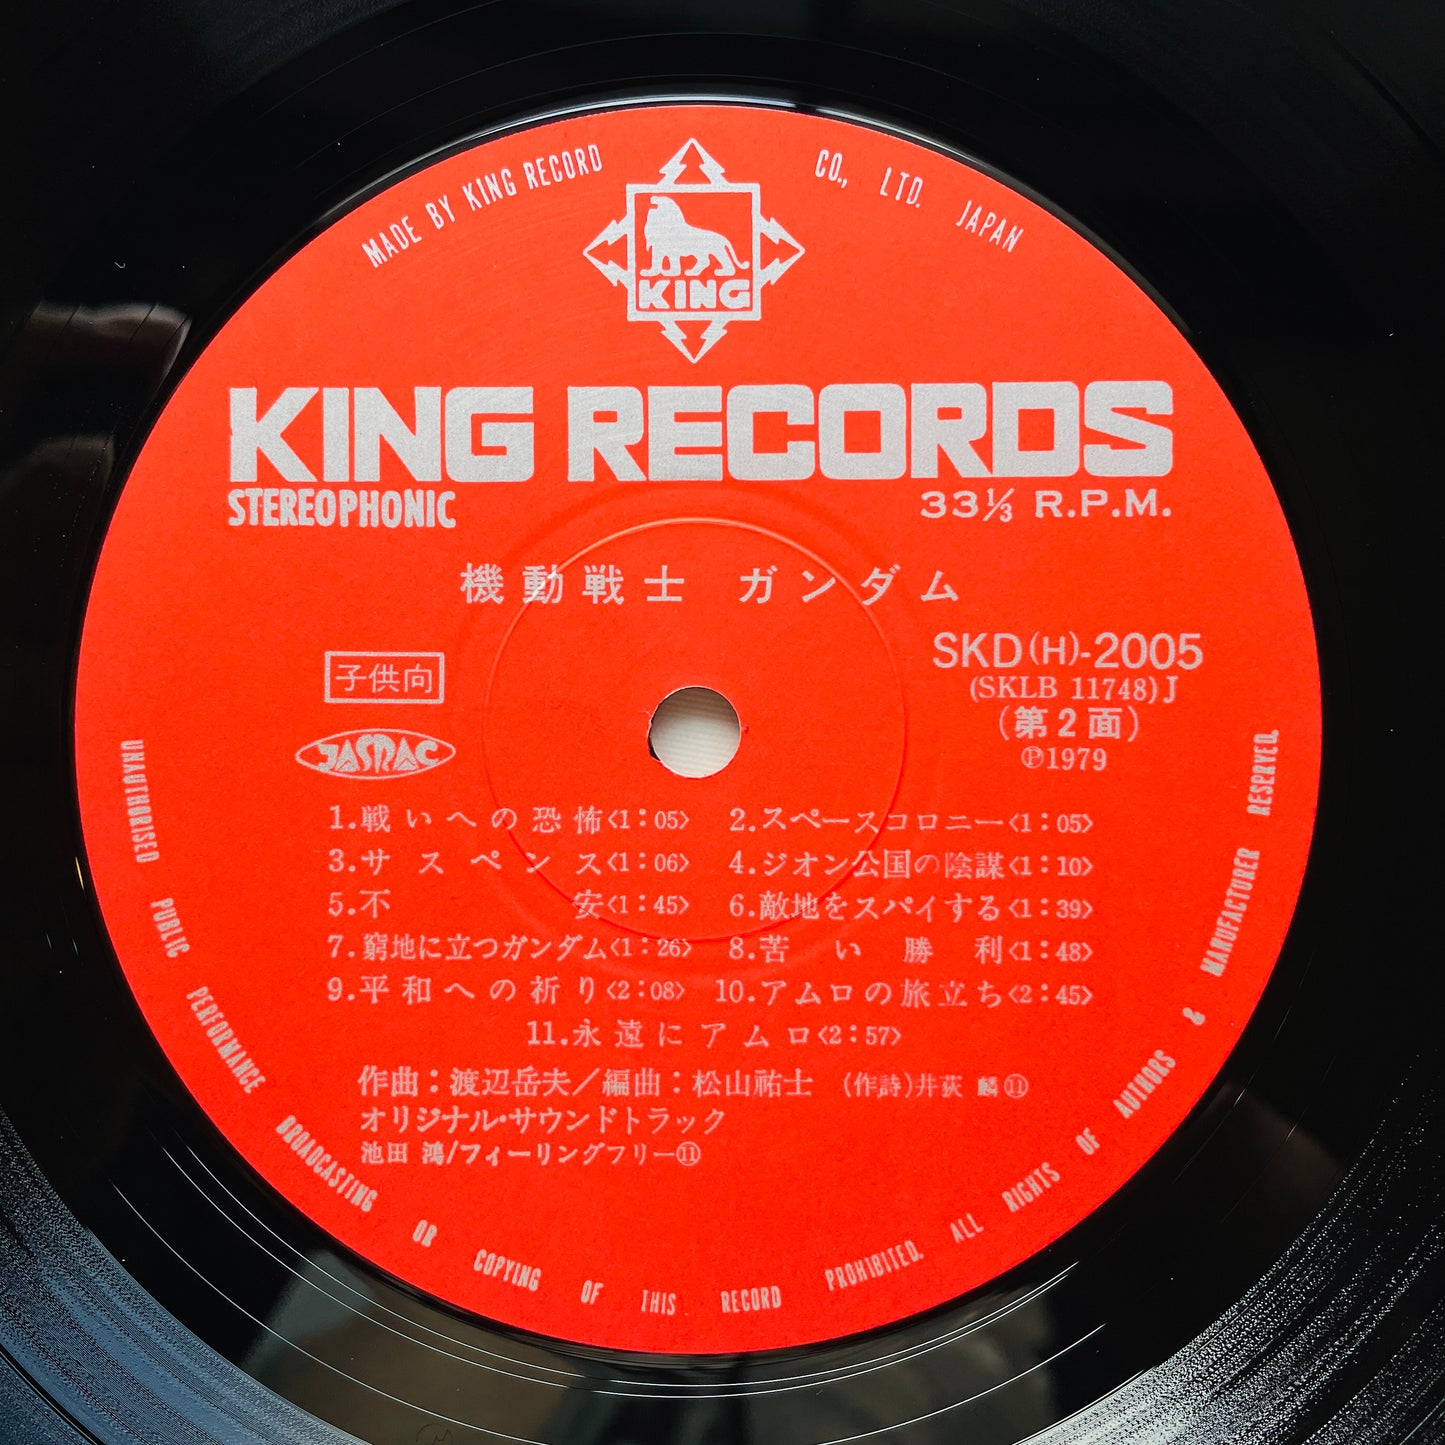 MADE BY KING RECORD CO., LTD. JAPAN
KING
KING RECORDS
STEREOPHONIC
33⅓ R.P.M.
機動戦士 ガンダム
子供向
JASRAC
SKD(H)-2005
(SKLB 11748)J
(第2面)
℗1979
1.戦いへの恐怖<1:05> 2.スペースコロニー<1:05>
3.サスペンス<1:06> 4.ジオン公国の陰謀<1:10>
5.不安<1:45> 6.敵地をスパイする<1:39>
7.窮地に立つガンダム<1:26> 8.苦い勝利<1:48>
9.平和への祈り<2:08> 10.アムロの旅立ち<2:45>
11.永遠にアムロ<2:57>
作曲：渡辺岳夫／編曲：松山祐士 (作詩)井荻 麟⑪
オリジナル・サウンドトラック
池田 鴻/フィーリングフリー⑪
UNAUTHORISED PUBLIC PERFORMANCE BROADCASTING OR COPYING OF THIS RECORD PROHIBITED. ALL RIGHTS OF AUTHORS & MANUFACTURER RESERVED.